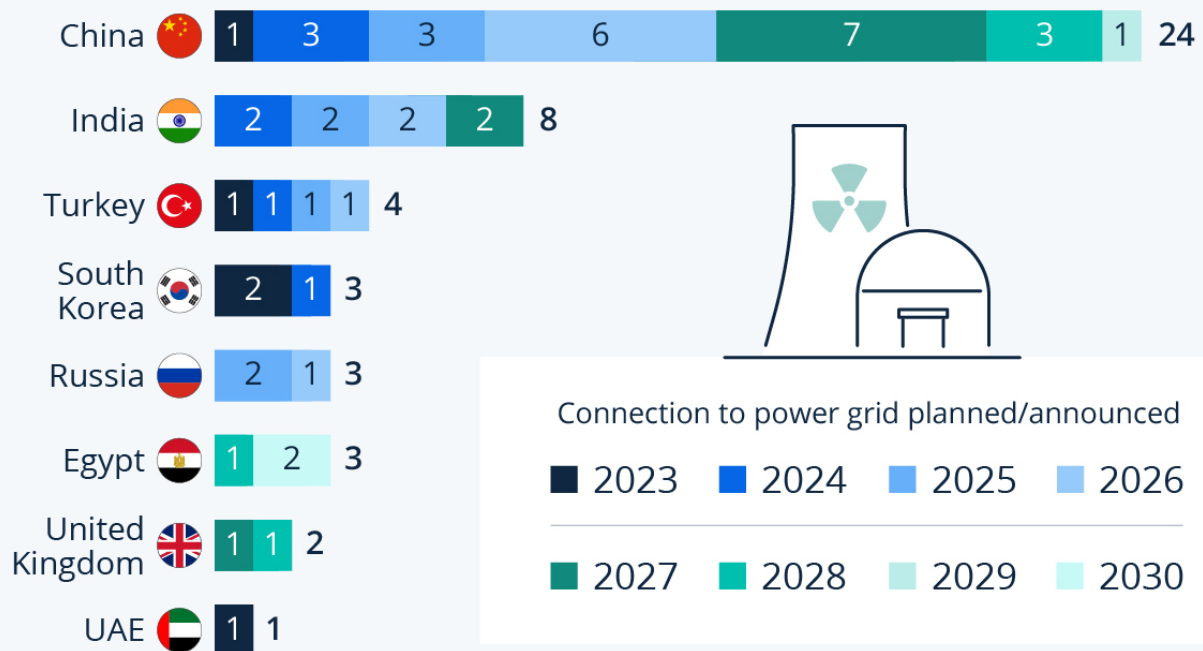 China 1 3 3 6 7 3 1 24
India 2 2 2 2 8
Turkey 1 1 1 1 4
South
Korea 2 1 3
Russia 2 1 3
Egypt 1 2 3
United
Kingdom 1 1 2
UAE 1 1
Connection to power grid planned/announced
2023 2024 2025 2026
2027 2028 2029 2030